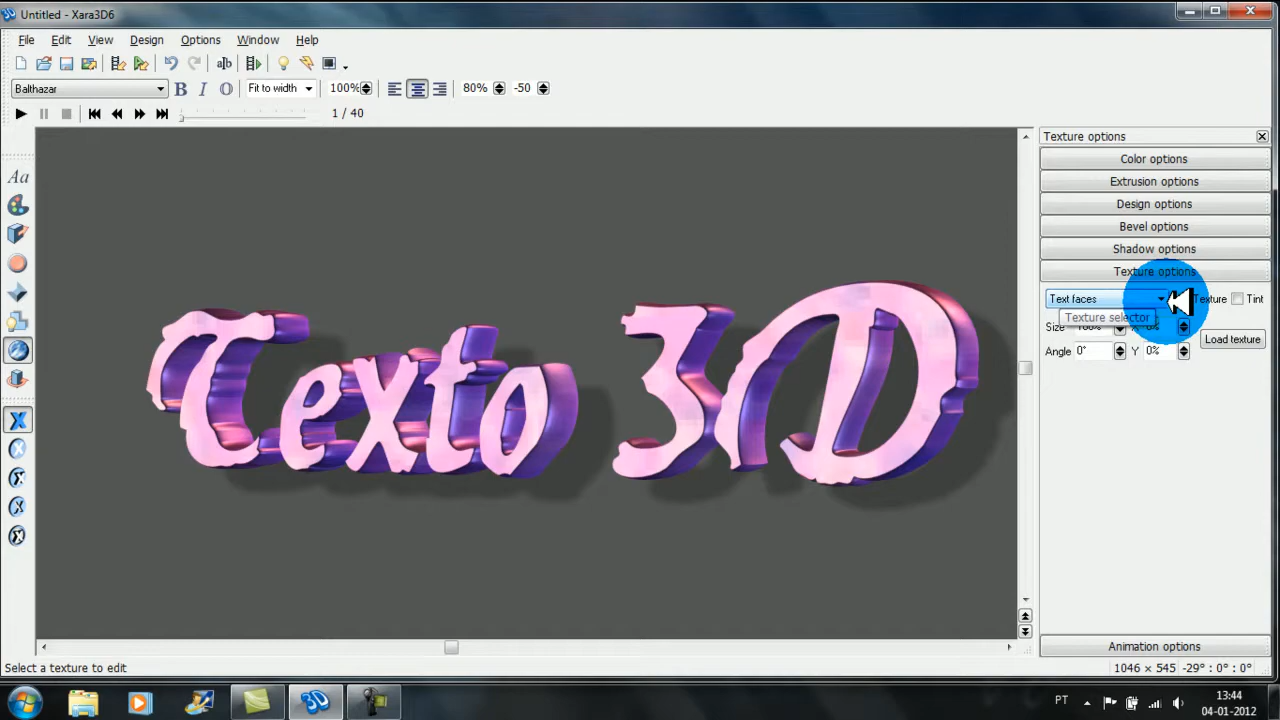 Untitled - Xara3D6
File Edit View Design Options Window Help
a|b
Balthazar B I O Fit to width 100% 80% -50
1 / 40
Texture options
Color options
Extrusion options
Design options
Bevel options
Shadow options
Texture options
Text faces Texture Tint
Texture selector
Size
Load texture
Angle 0° Y 0%
Aa
Texto 3D
Animation options
Select a texture to edit
1046 × 545 -29° : 0° : 0°
3D
PT
13:44
04-01-2012